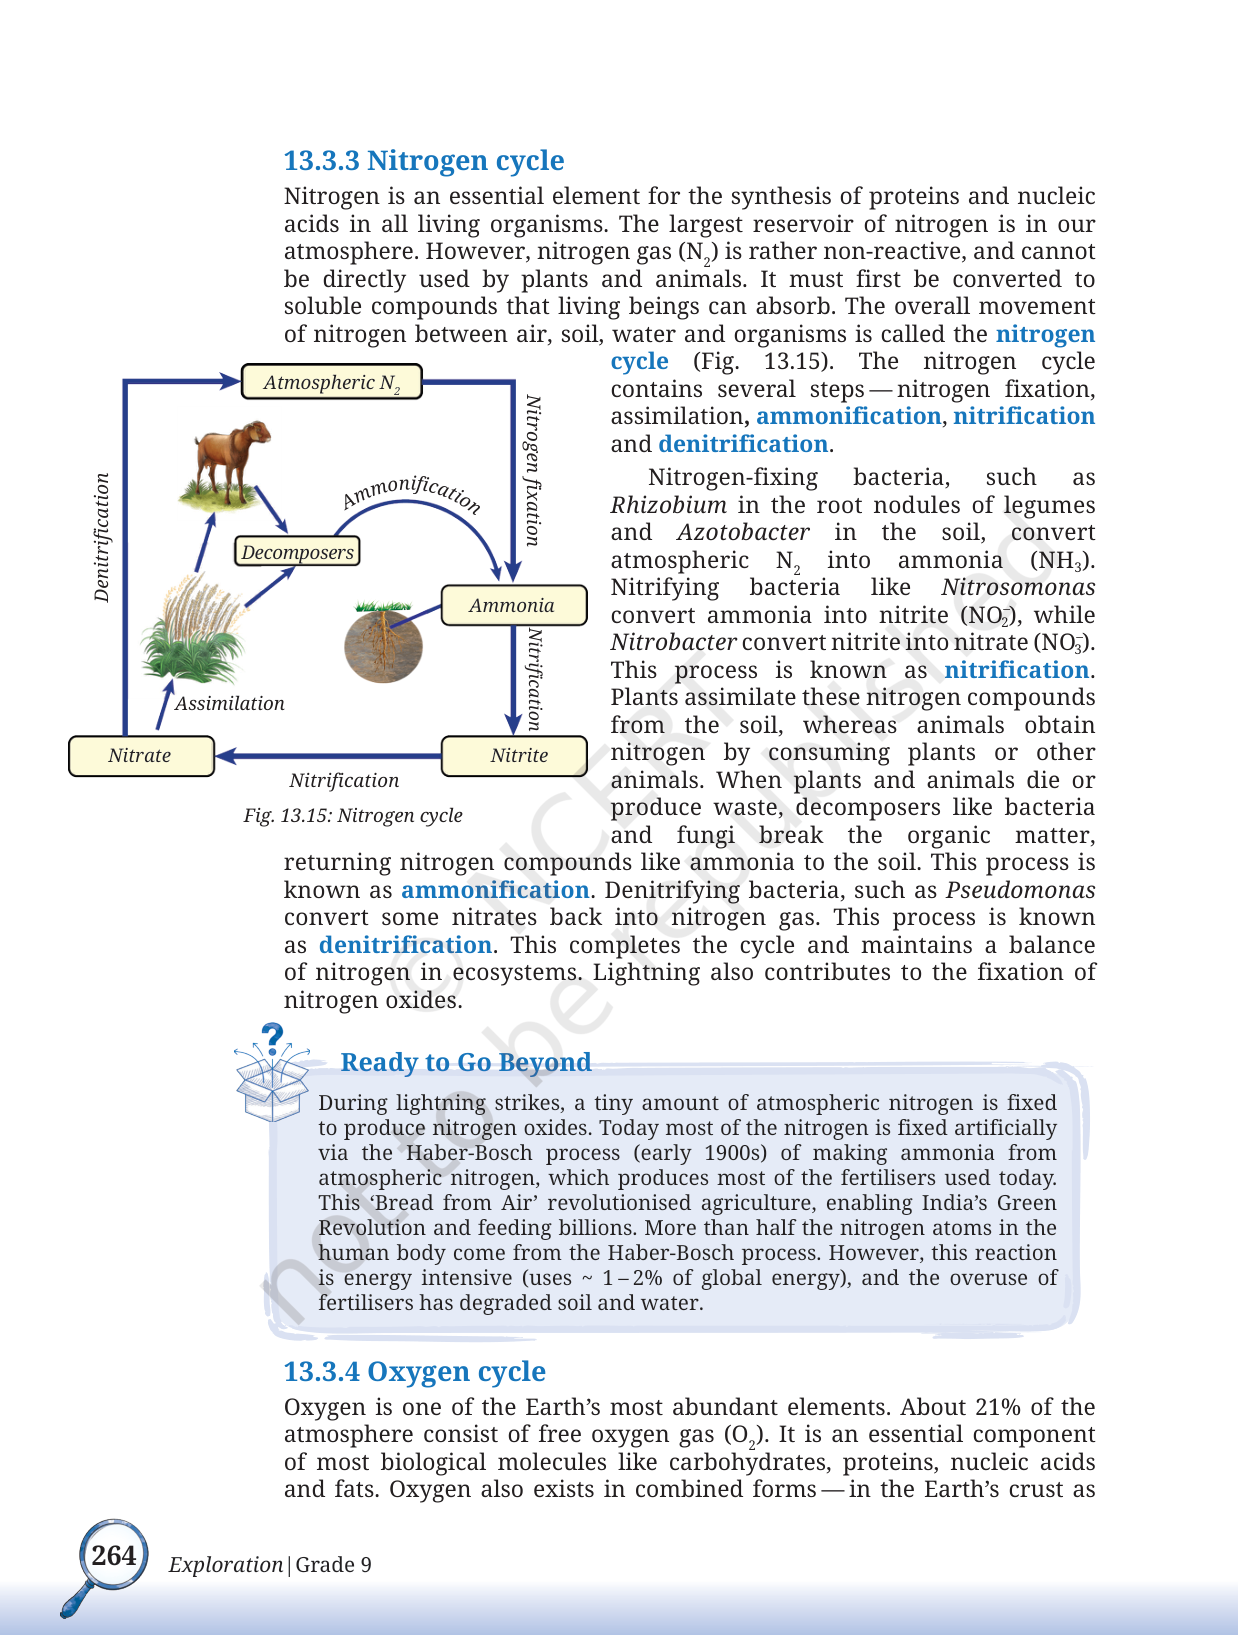 13.3.3 Nitrogen cycle
Nitrogen is an essential element for the synthesis of proteins and nucleic
acids in all living organisms. The largest reservoir of nitrogen is in our
atmosphere. However, nitrogen gas (N₂) is rather non-reactive, and cannot
be directly used by plants and animals. It must first be converted to
soluble compounds that living beings can absorb. The overall movement
of nitrogen between air, soil, water and organisms is called the nitrogen
cycle (Fig. 13.15). The nitrogen cycle
contains several steps — nitrogen fixation,
assimilation, ammonification, nitrification
and denitrification.
Nitrogen-fixing bacteria, such as
Rhizobium in the root nodules of legumes
and Azotobacter in the soil, convert
atmospheric N₂ into ammonia (NH₃).
Nitrifying bacteria like Nitrosomonas
convert ammonia into nitrite (NO₂⁻), while
Nitrobacter convert nitrite into nitrate (NO₃⁻).
This process is known as nitrification.
Plants assimilate these nitrogen compounds
from the soil, whereas animals obtain
nitrogen by consuming plants or other
animals. When plants and animals die or
produce waste, decomposers like bacteria
and fungi break the organic matter,
returning nitrogen compounds like ammonia to the soil. This process is
known as ammonification. Denitrifying bacteria, such as Pseudomonas
convert some nitrates back into nitrogen gas. This process is known
as denitrification. This completes the cycle and maintains a balance
of nitrogen in ecosystems. Lightning also contributes to the fixation of
nitrogen oxides.
Atmospheric N₂
Nitrogen fixation
Denitrification
Ammonification
Decomposers
Ammonia
Nitrification
Assimilation
Nitrate
Nitrite
Nitrification
Fig. 13.15: Nitrogen cycle
?
Ready to Go Beyond
During lightning strikes, a tiny amount of atmospheric nitrogen is fixed
to produce nitrogen oxides. Today most of the nitrogen is fixed artificially
via the Haber-Bosch process (early 1900s) of making ammonia from
atmospheric nitrogen, which produces most of the fertilisers used today.
This ‘Bread from Air’ revolutionised agriculture, enabling India’s Green
Revolution and feeding billions. More than half the nitrogen atoms in the
human body come from the Haber-Bosch process. However, this reaction
is energy intensive (uses ~ 1 – 2% of global energy), and the overuse of
fertilisers has degraded soil and water.
13.3.4 Oxygen cycle
Oxygen is one of the Earth’s most abundant elements. About 21% of the
atmosphere consist of free oxygen gas (O₂). It is an essential component
of most biological molecules like carbohydrates, proteins, nucleic acids
and fats. Oxygen also exists in combined forms — in the Earth’s crust as
264
Exploration|Grade 9
© NCERT
not to be republished